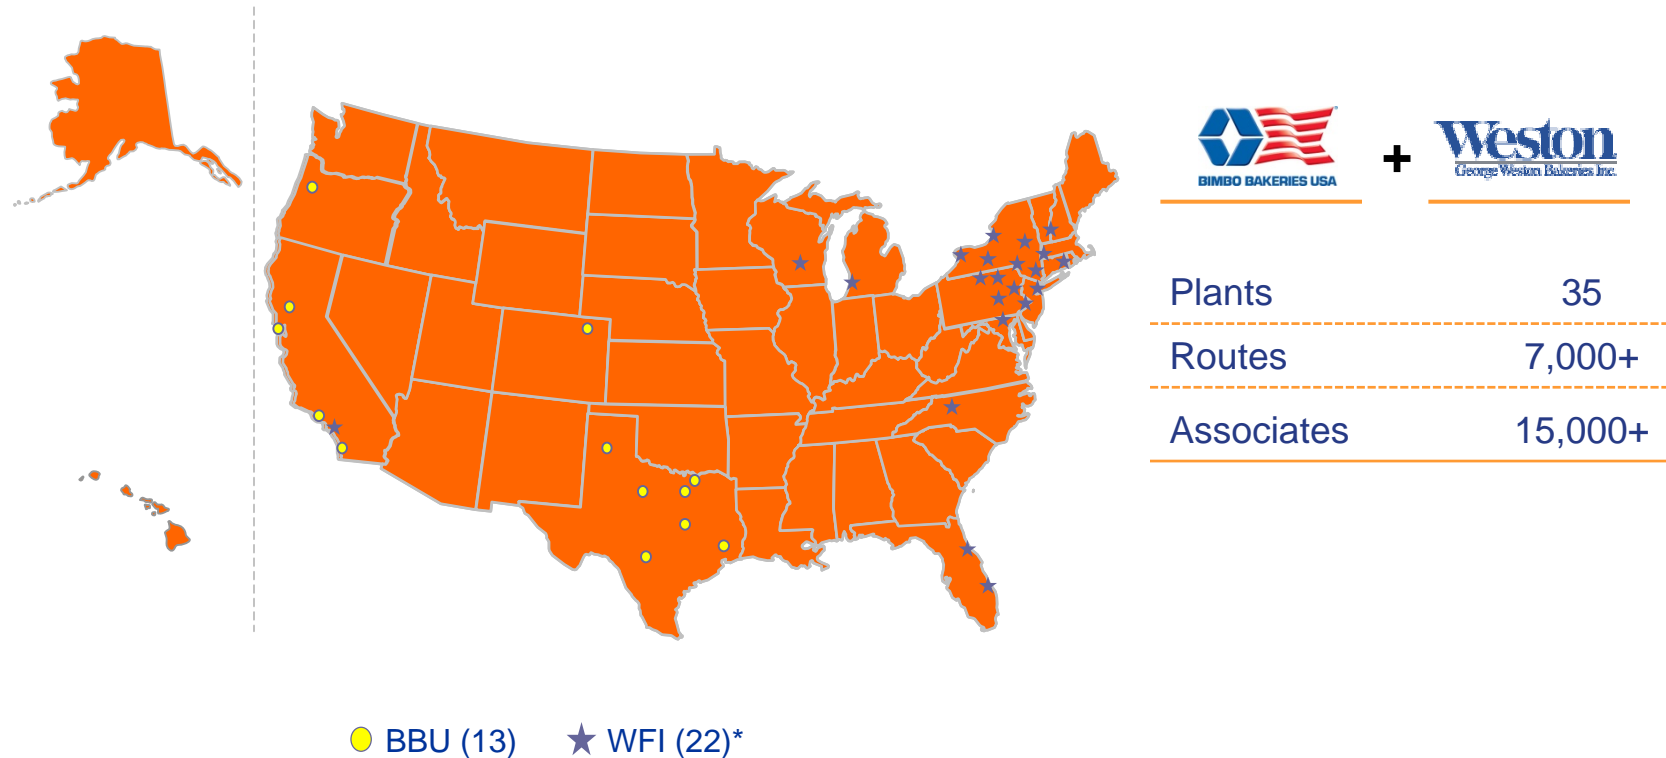 BIMBO BAKERIES USA
+
Weston
George Weston Bakeries Inc.
Plants 35
Routes 7,000+
Associates 15,000+
BBU (13) WFI (22)*